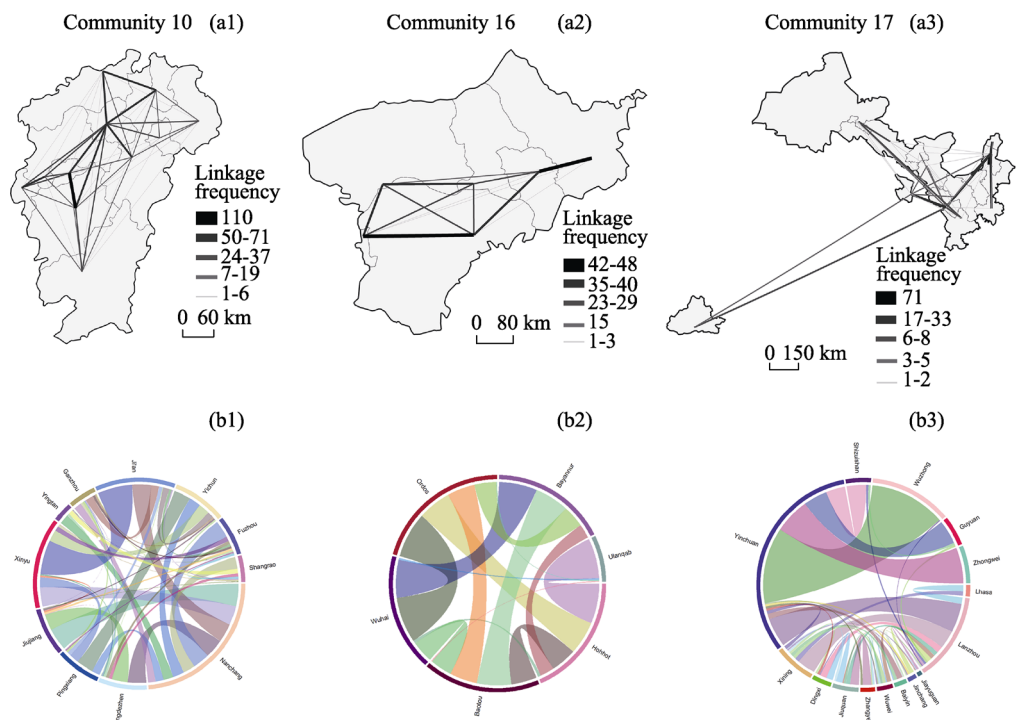 Community 10 (a1)
Community 16 (a2)
Community 17 (a3)
Linkage
frequency
110
50-71
24-37
7-19
1-6
0 60 km
Linkage
frequency
42-48
35-40
23-29
15
1-3
0 80 km
Linkage
frequency
71
17-33
6-8
3-5
1-2
0 150 km
(b1)
(b2)
(b3)
Ji'an
Yichun
Fuzhou
Shangrao
Nanchang
ngdezhen
Pingxiang
Jiujiang
Xinyu
Yingtan
Ganzhou
Ordos
Bayannur
Ulanqab
Hohhot
Baotou
Wuhai
Shizuishan
Wuzhong
Guyuan
Zhongwei
Lhasa
Lanzhou
Jiayuguan
Jinchang
Baiyin
Wuwei
Zhangye
Jiuquan
Dingxi
Xining
Yinchuan